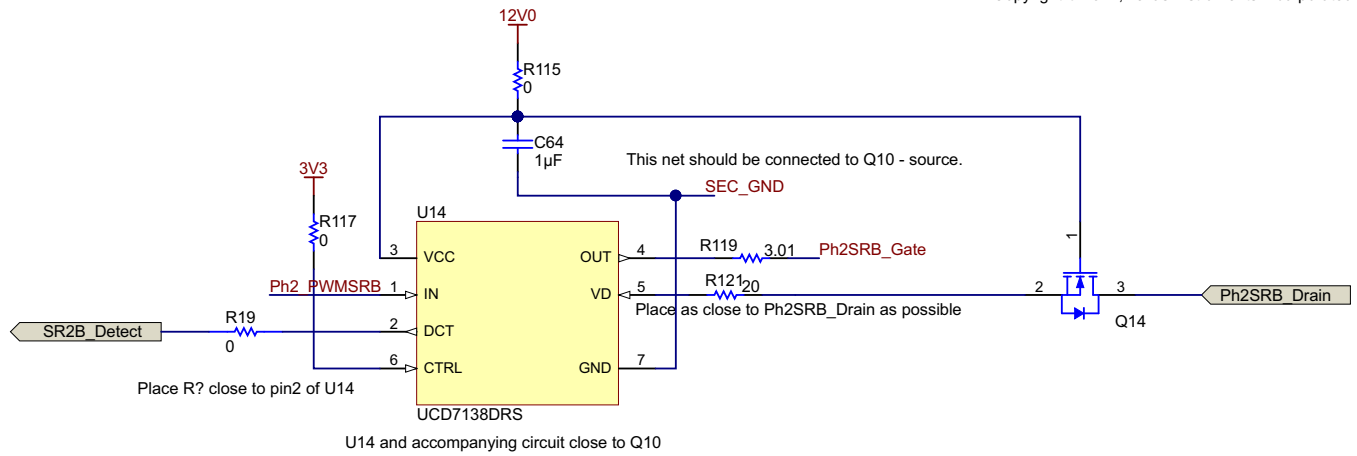 12V0
R115
0
C64
1µF
This net should be connected to Q10 - source.
3V3
SEC_GND
R117
0
U14
1
3 VCC OUT 4 R119 3.01 Ph2SRB_Gate
Ph2_PWMSRB 1 IN VD 5 R121 20 2 3 Ph2SRB_Drain
Place as close to Ph2SRB_Drain as possible
Q14
SR2B_Detect R19 0 2 DCT
6 CTRL GND 7
Place R? close to pin2 of U14
UCD7138DRS
U14 and accompanying circuit close to Q10